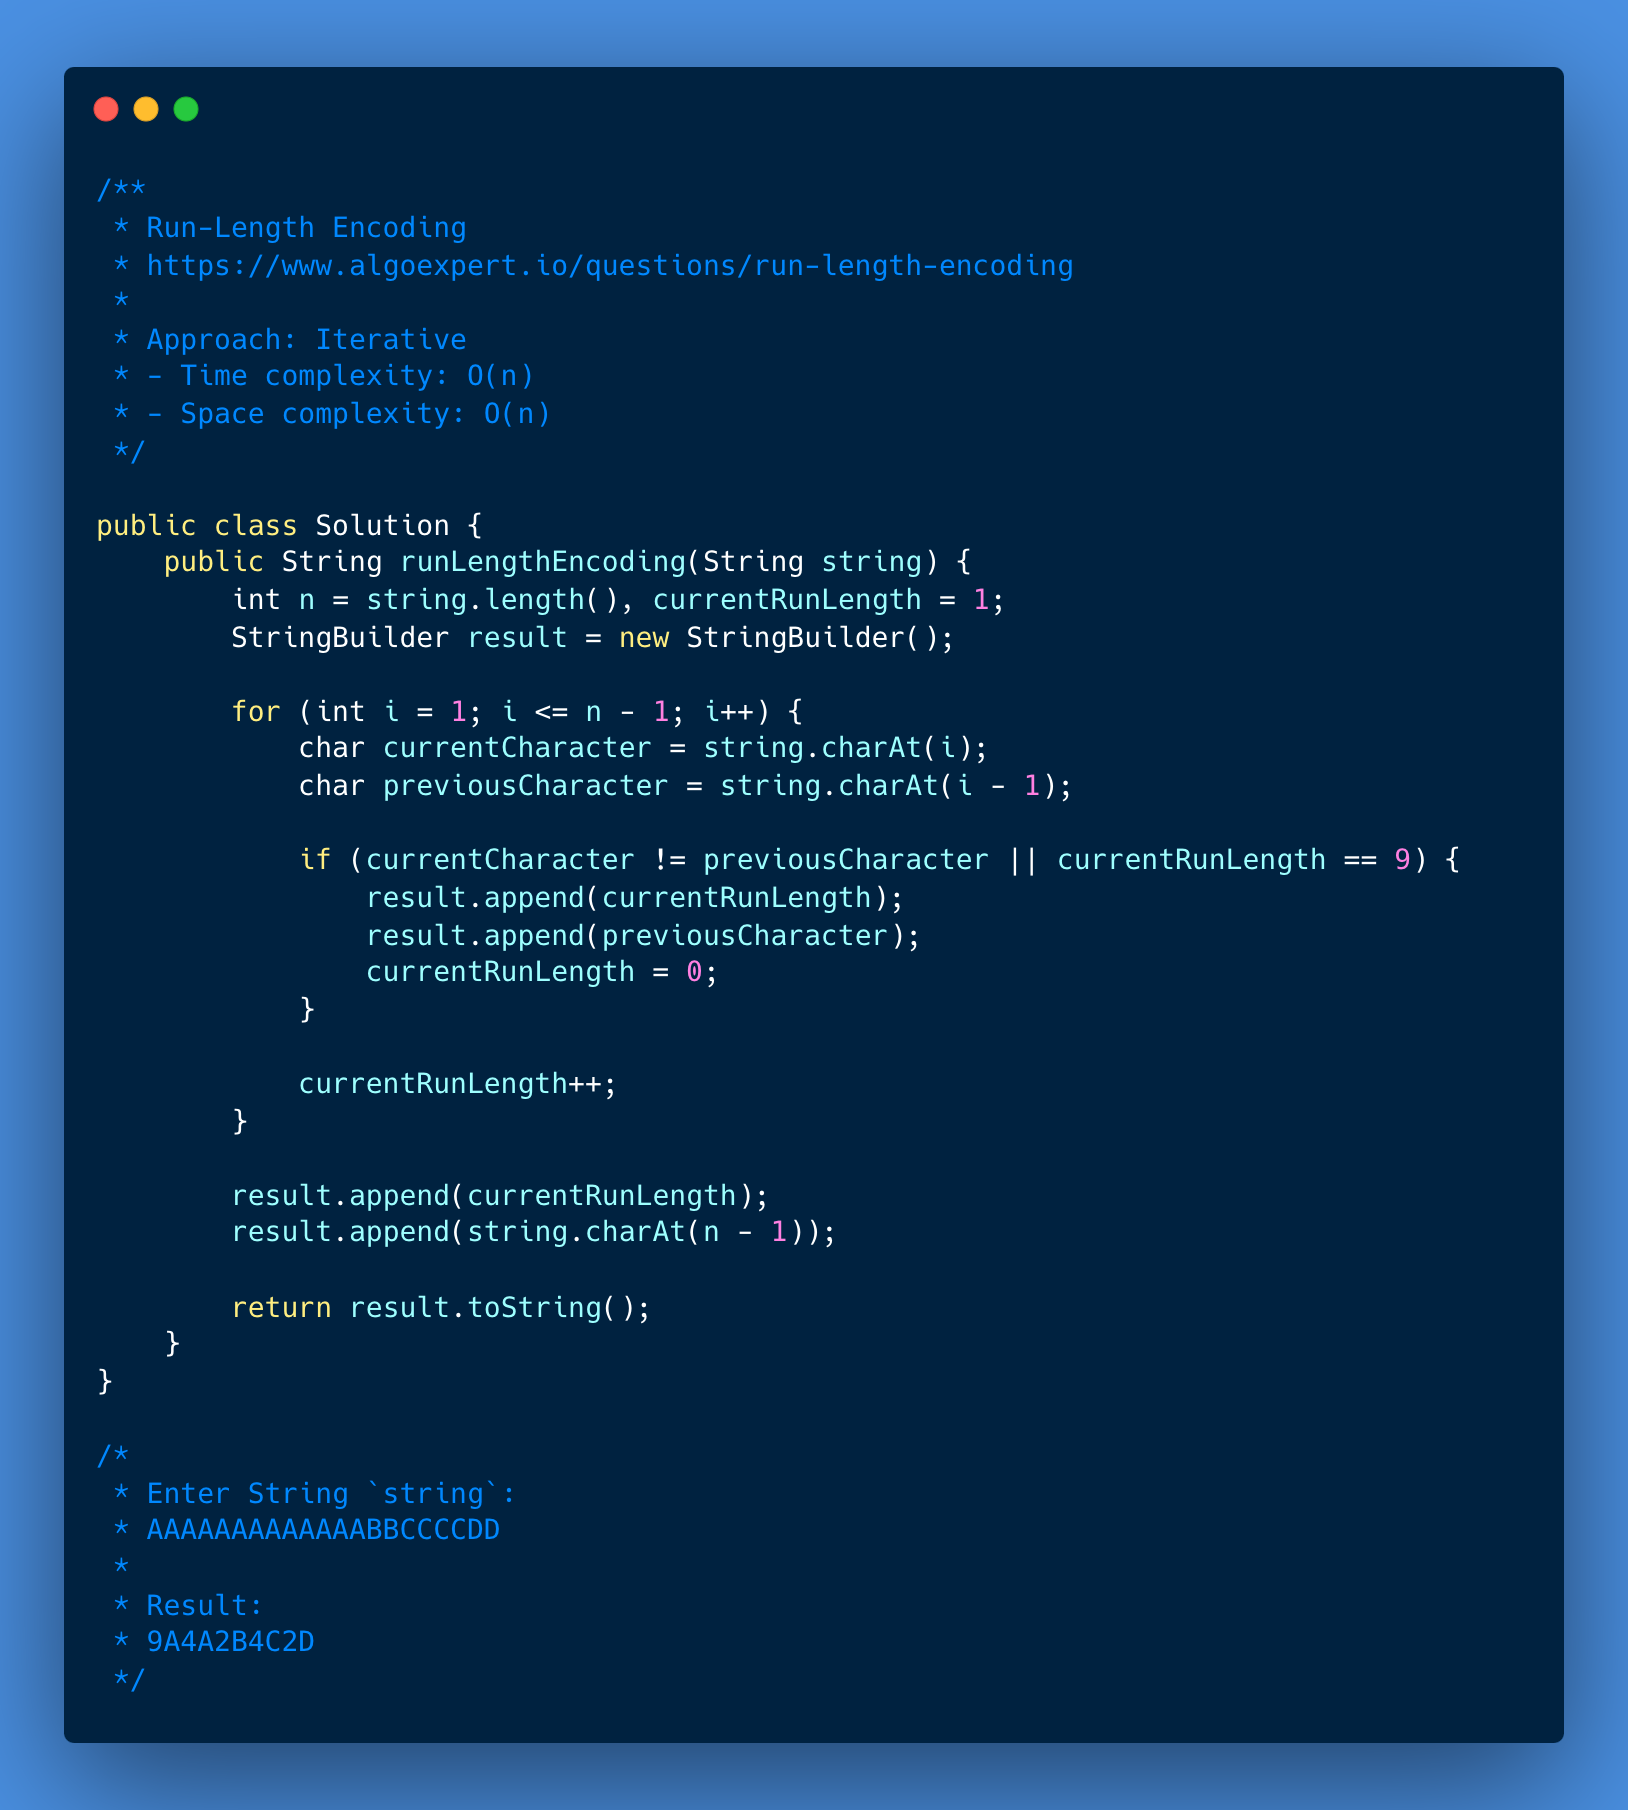 /**
 * Run-Length Encoding
 * https://www.algoexpert.io/questions/run-length-encoding
 *
 * Approach: Iterative
 * - Time complexity: O(n)
 * - Space complexity: O(n)
 */

public class Solution {
    public String runLengthEncoding(String string) {
        int n = string.length(), currentRunLength = 1;
        StringBuilder result = new StringBuilder();

        for (int i = 1; i <= n - 1; i++) {
            char currentCharacter = string.charAt(i);
            char previousCharacter = string.charAt(i - 1);

            if (currentCharacter != previousCharacter || currentRunLength == 9) {
                result.append(currentRunLength);
                result.append(previousCharacter);
                currentRunLength = 0;
            }

            currentRunLength++;
        }

        result.append(currentRunLength);
        result.append(string.charAt(n - 1));

        return result.toString();
    }
}

/*
 * Enter String `string`:
 * AAAAAAAAAAAAABBCCCCDD
 *
 * Result:
 * 9A4A2B4C2D
 */